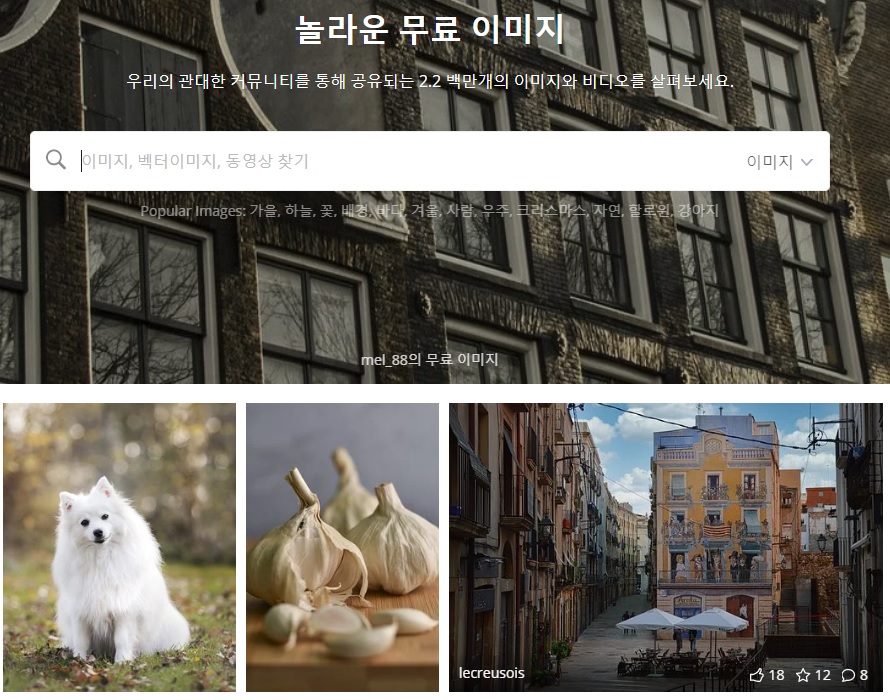 놀라운 무료 이미지
우리의 관대한 커뮤니티를 통해 공유되는 2.2 백만개의 이미지와 비디오를 살펴보세요.
이미지, 벡터이미지, 동영상 찾기
이미지
Popular Images: 가을, 하늘, 꽃, 배경, 바다, 겨울, 사람, 우주, 크리스마스, 자연, 할로윈, 강아지
mel_88의 무료 이미지
lecreusois
18 12 8